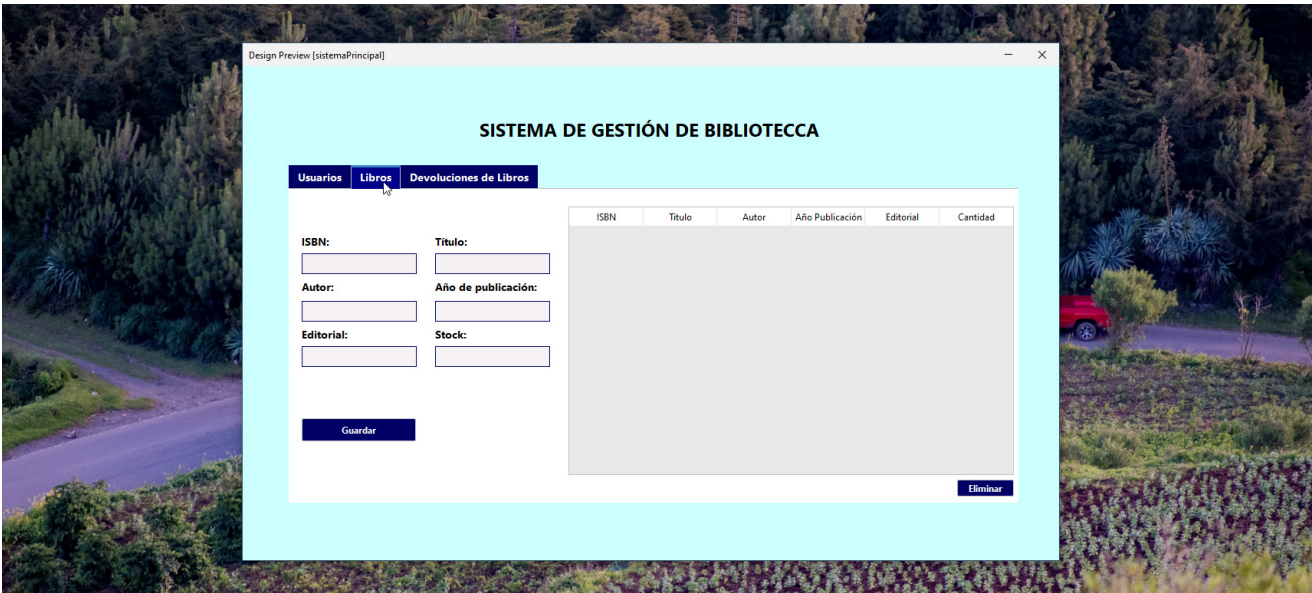 Design Preview [sistemaPrincipal]
SISTEMA DE GESTIÓN DE BIBLIOTECCA
Usuarios Libros Devoluciones de Libros
ISBN Titulo Autor Año Publicación Editorial Cantidad
ISBN: Título:
Autor: Año de publicación:
Editorial: Stock:
Guardar
Eliminar